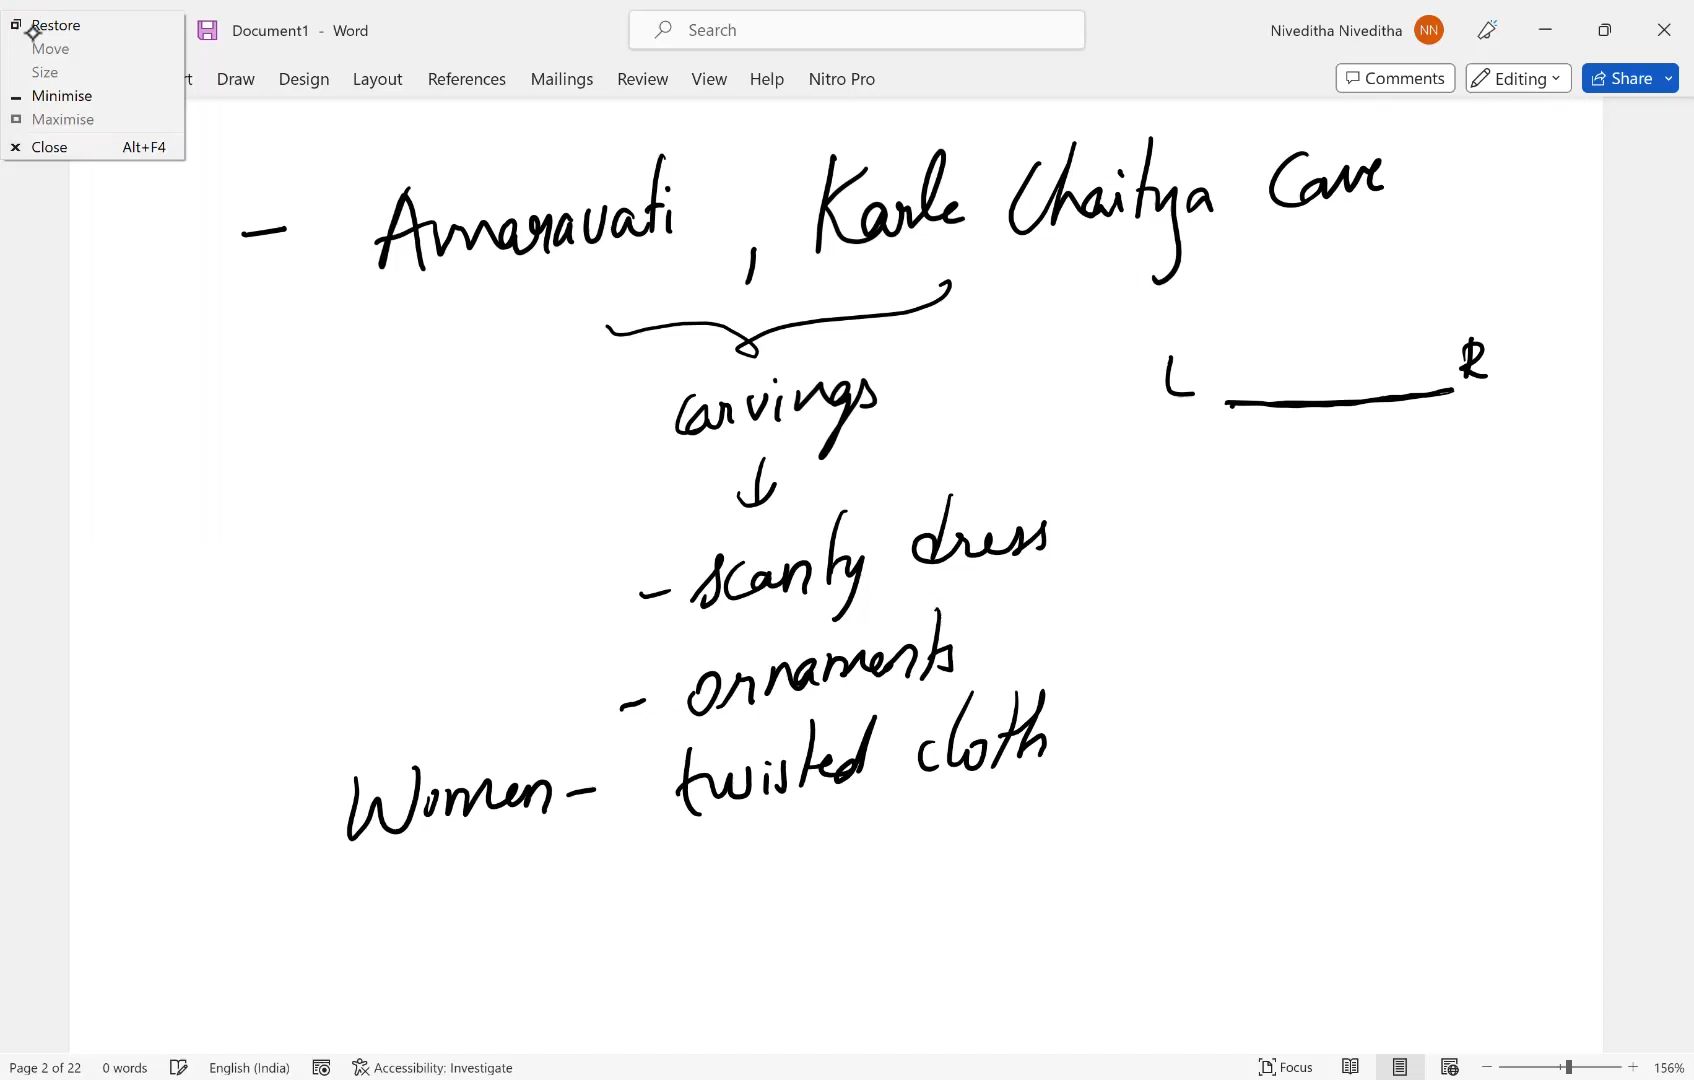 Restore
Move
Size
Minimise
Maximise
Close Alt+F4
Document1 - Word
Search
Niveditha Niveditha NN
Draw Design Layout References Mailings Review View Help Nitro Pro
Comments Editing Share
- Amaravati , Karle Chaitya Cave
L R
carvings
↓
- scanty dress
- ornaments
Women - twisted cloth
Page 2 of 22 0 words English (India) Accessibility: Investigate Focus 156%